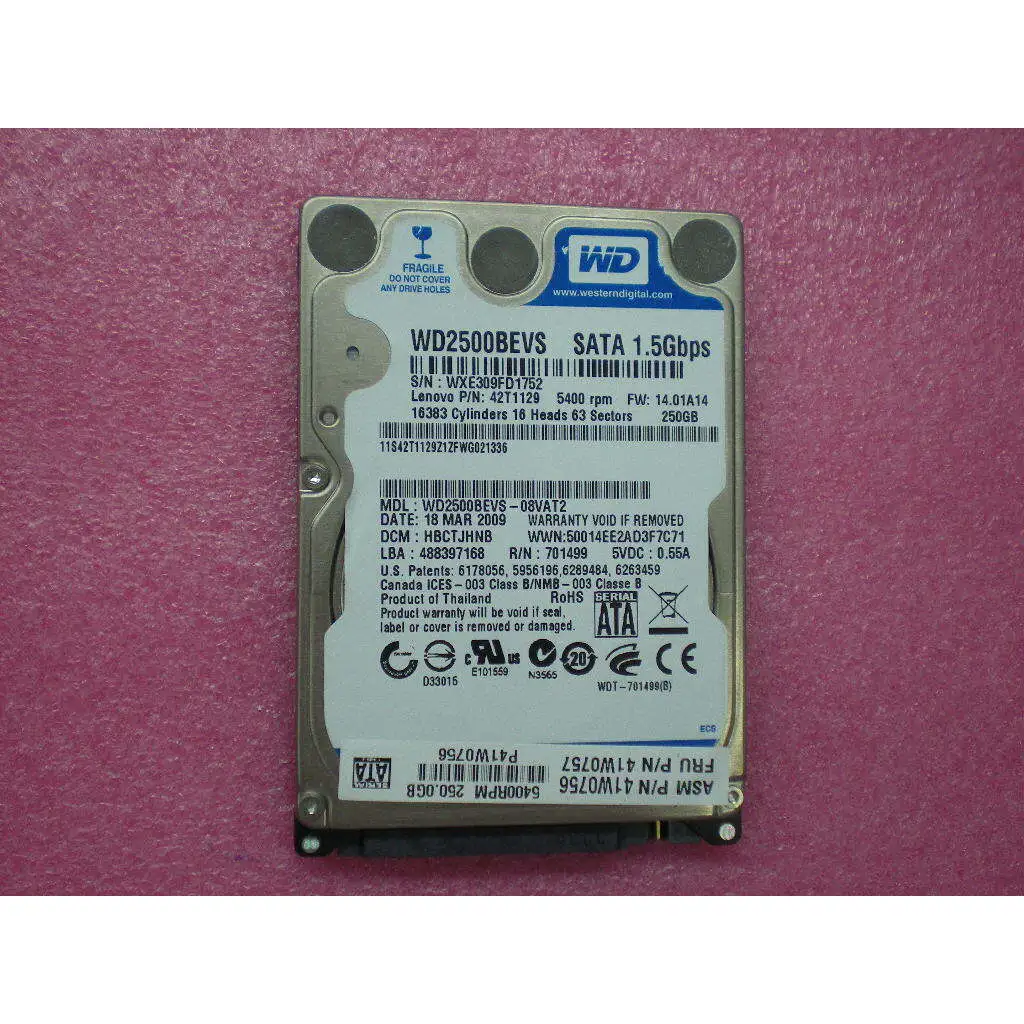 FRAGILE
DO NOT COVER
ANY DRIVE HOLES
WD
www.westerndigital.com
WD2500BEVS SATA 1.5Gbps
S/N : WXE309FD1752
Lenovo P/N: 42T1129 5400 rpm FW: 14.01A14
16383 Cylinders 16 Heads 63 Sectors 250GB
11S42T1129Z1ZFWG021336
MDL : WD2500BEVS-08VAT2
DATE: 18 MAR 2009 WARRANTY VOID IF REMOVED
DCM : HBCTJHNB WWN:50014EE2AD3F7C71
LBA : 488397168 R/N : 701499 5VDC : 0.55A
U.S. Patents: 6178056, 5956196,6289484, 6263459
Canada ICES-003 Class B/NMB-003 Classe B
Product of Thailand RoHS
Product warranty will be void if seal,
label or cover is removed or damaged.
SERIAL
ATA
D33015
c UL us
E101559
N3565
20
CE
WDT-701499(B)
ECS
ASM P/N 41W0756
FRU P/N 41W0757
P41W0756
5400RPM 250.0GB
SERIAL
ATA